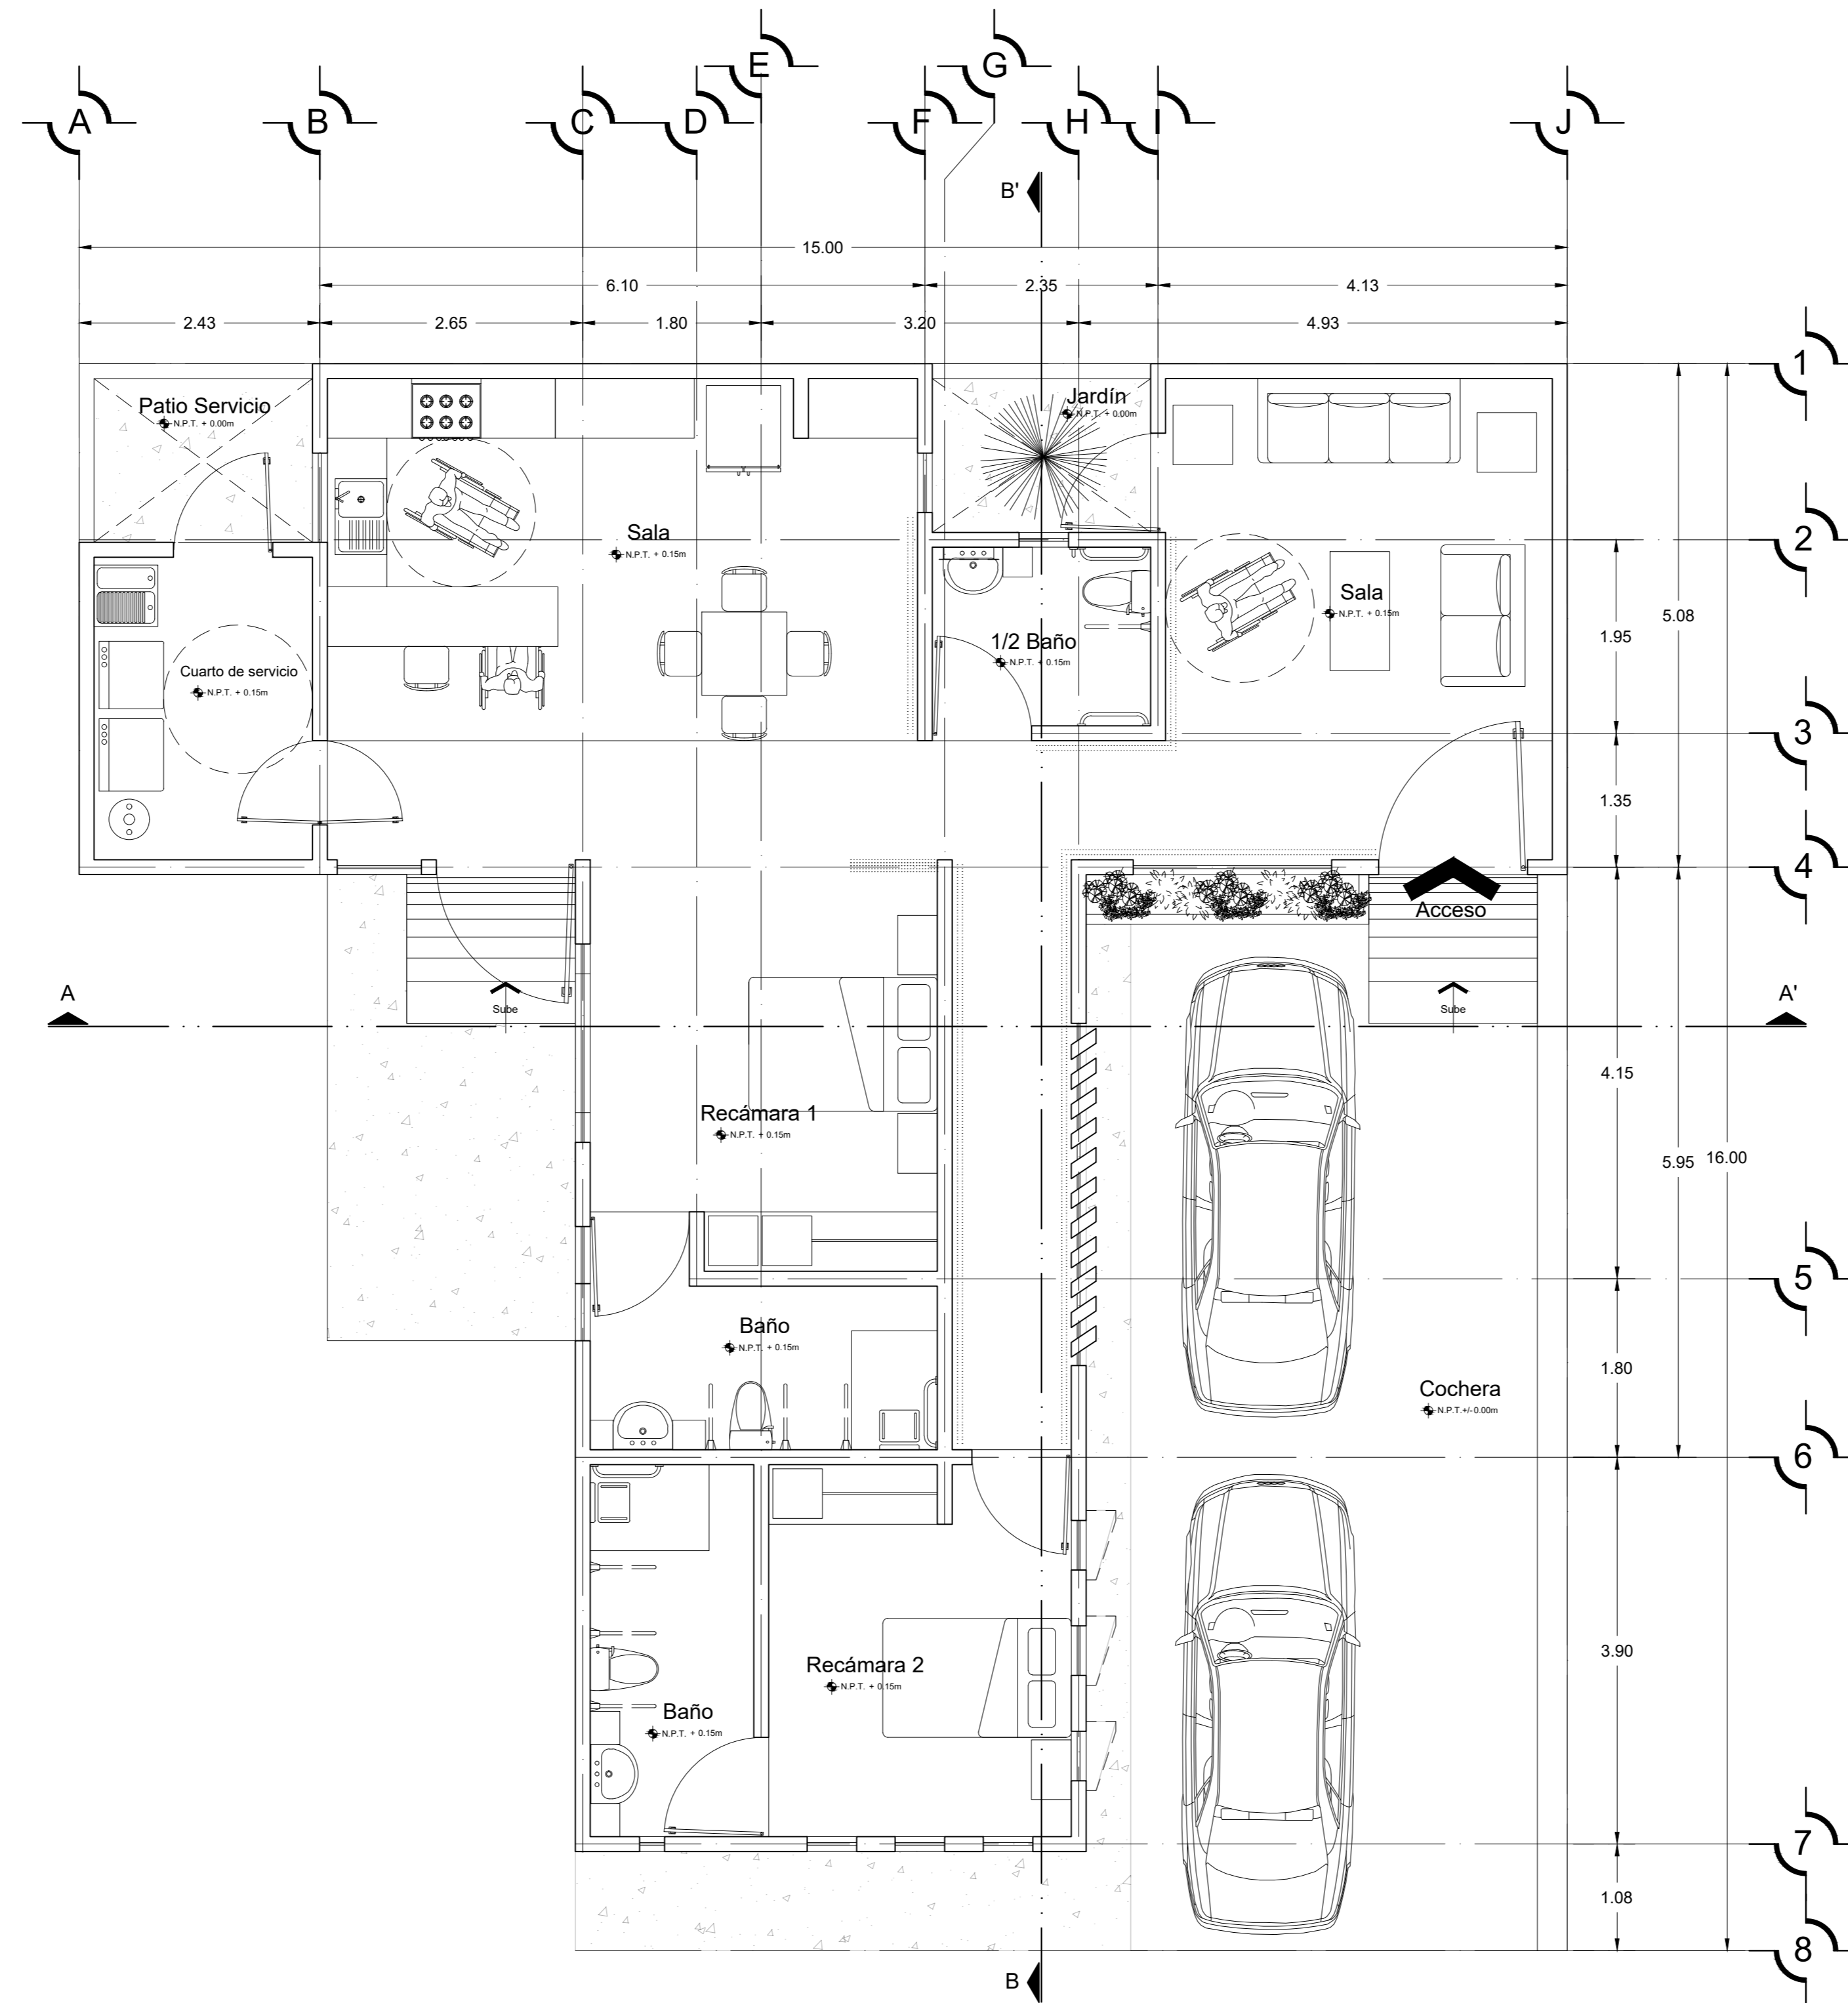 E
G
A
B
C
D
F
H
I
J
B'
15.00
6.10
2.35
4.13
2.43
2.65
1.80
3.20
4.93
1
Patio Servicio
N.P.T. + 0.00m
Jardín
N.P.T. + 0.00m
Sala
N.P.T. + 0.15m
2
Sala
N.P.T. + 0.15m
5.08
1.95
1/2 Baño
N.P.T. + 0.15m
Cuarto de servicio
N.P.T. + 0.15m
3
1.35
4
Acceso
A
Sube
Sube
A'
4.15
Recámara 1
N.P.T. + 0.15m
5.95
16.00
5
Baño
N.P.T. + 0.15m
1.80
Cochera
N.P.T.+/-0.00m
6
3.90
Recámara 2
N.P.T. + 0.15m
Baño
N.P.T. + 0.15m
7
1.08
8
B